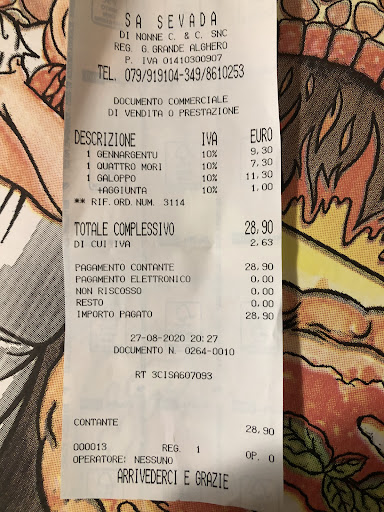 SA SEVADA
DI NONNE C. & C. SNC
REG. G.GRANDE ALGHERO
P. IVA 01410300907
TEL. 079/919104-349/8610253
DOCUMENTO COMMERCIALE
DI VENDITA O PRESTAZIONE
DESCRIZIONE IVA EURO
1 GENNARGENTU 10% 9,30
1 QUATTRO MORI 10% 7,30
1 GALOPPO 10% 11,30
+AGGIUNTA 10% 1,00
** RIF.ORD.NUM. 3114
TOTALE COMPLESSIVO 28,90
DI CUI IVA 2,63
PAGAMENTO CONTANTE 28,90
PAGAMENTO ELETTRONICO 0,00
NON RISCOSSO 0,00
RESTO 0,00
IMPORTO PAGATO 28,90
27-08-2020 20:27
DOCUMENTO N. 0264-0010
RT 3CISA607093
CONTANTE 28,90
000013 REG. 1
OPERATORE: NESSUNO OP. 0
ARRIVEDERCI E GRAZIE